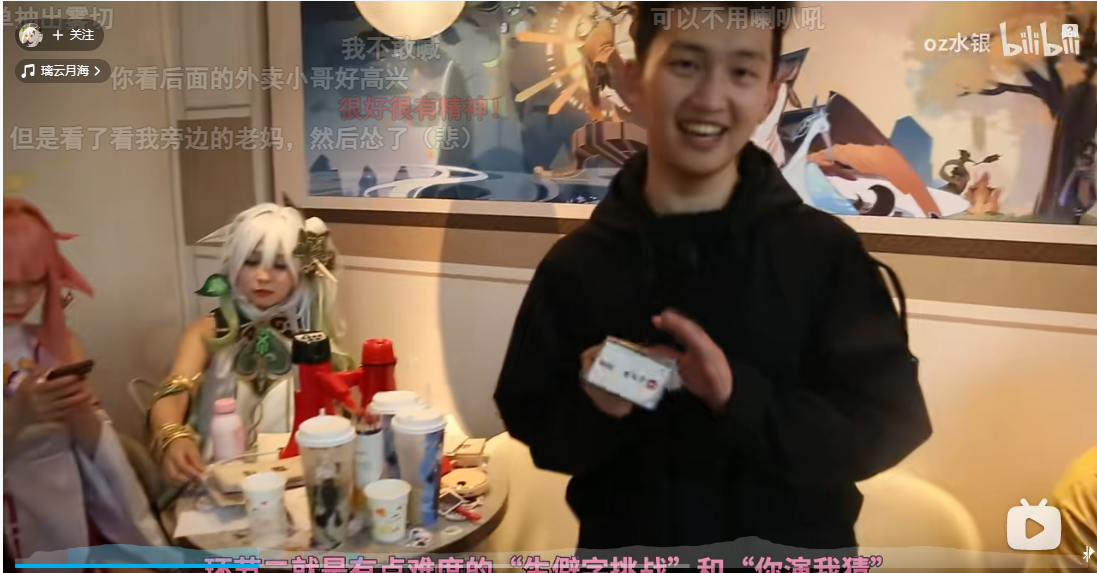 单抽出雾切
可以不用喇叭吼
+ 关注
我不敢喊
oz水银 bilibili
璃云月海
你看后面的外卖小哥好高兴
很好很有精神！
但是看了看我旁边的老妈，然后怂了（悲）
环节二就是有点难度的“生僻字挑战”和“你演我猜”